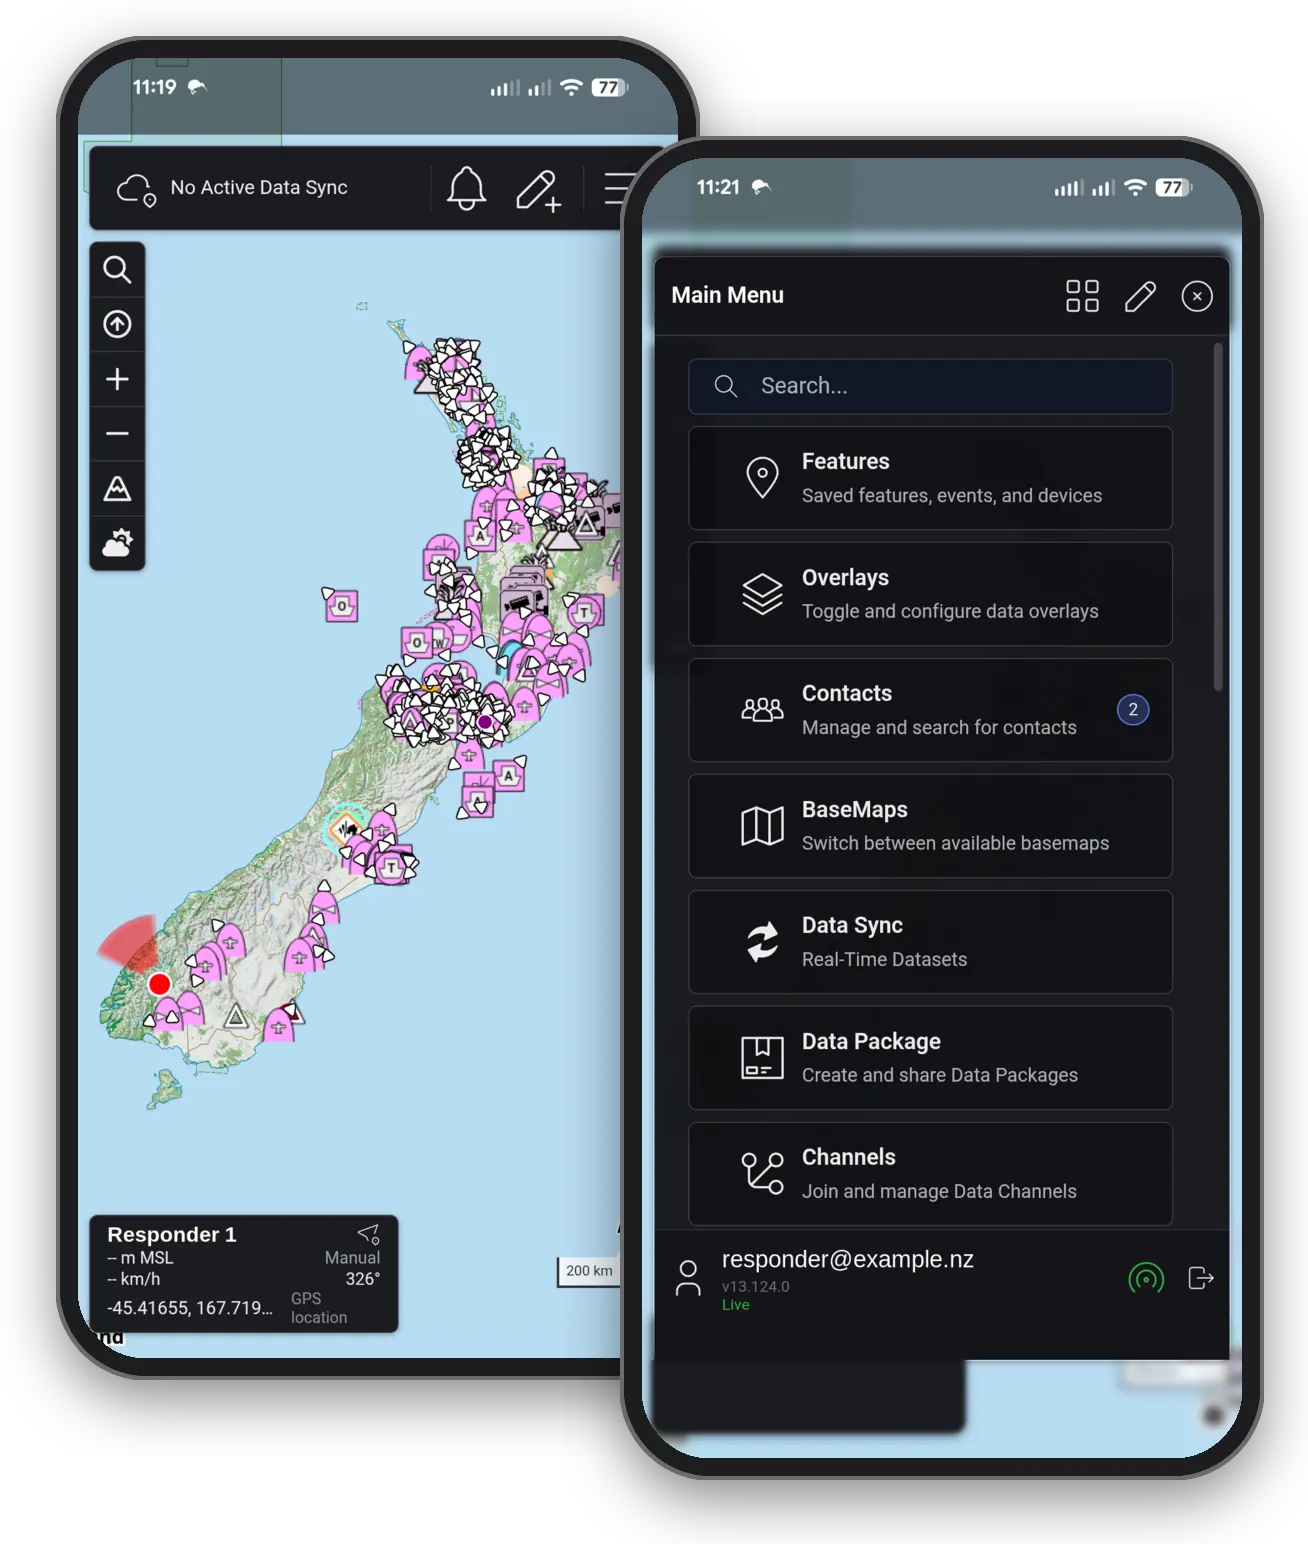 11:19
77
No Active Data Sync
A
O
T
O
W
A
T
Responder 1
-- m MSL
Manual
-- km/h
326°
-45.41655, 167.719...
GPS
location
200 km
11:21
77
Main Menu
Search...
Features
Saved features, events, and devices
Overlays
Toggle and configure data overlays
Contacts
Manage and search for contacts
2
BaseMaps
Switch between available basemaps
Data Sync
Real-Time Datasets
Data Package
Create and share Data Packages
Channels
Join and manage Data Channels
responder@example.nz
v13.124.0
Live